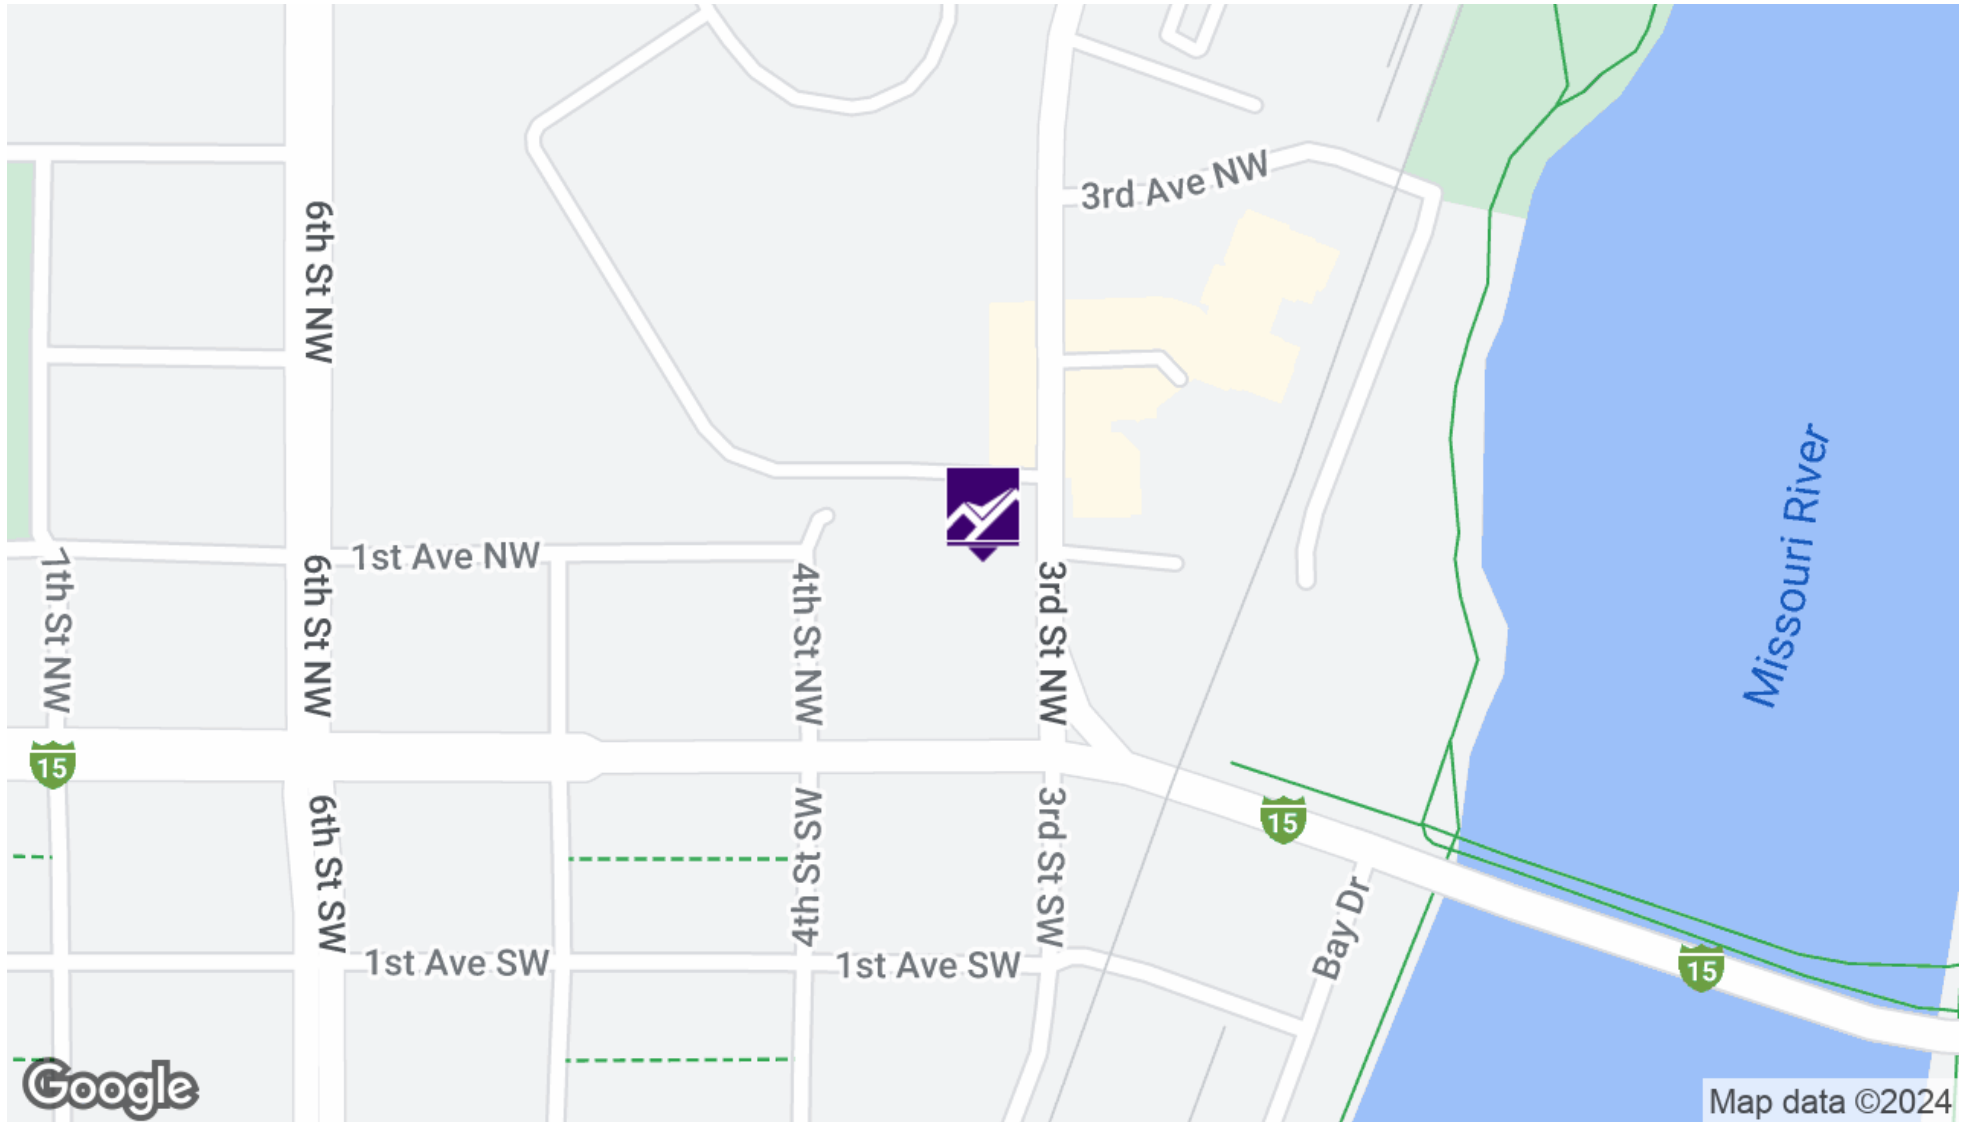 3rd Ave NW
6th St NW
1st Ave NW
7th St NW
6th St NW
4th St NW
3rd St NW
Missouri River
15
6th St SW
4th St SW
3rd St SW
15
Bay Dr
1st Ave SW
1st Ave SW
15
Google
Map data ©2024